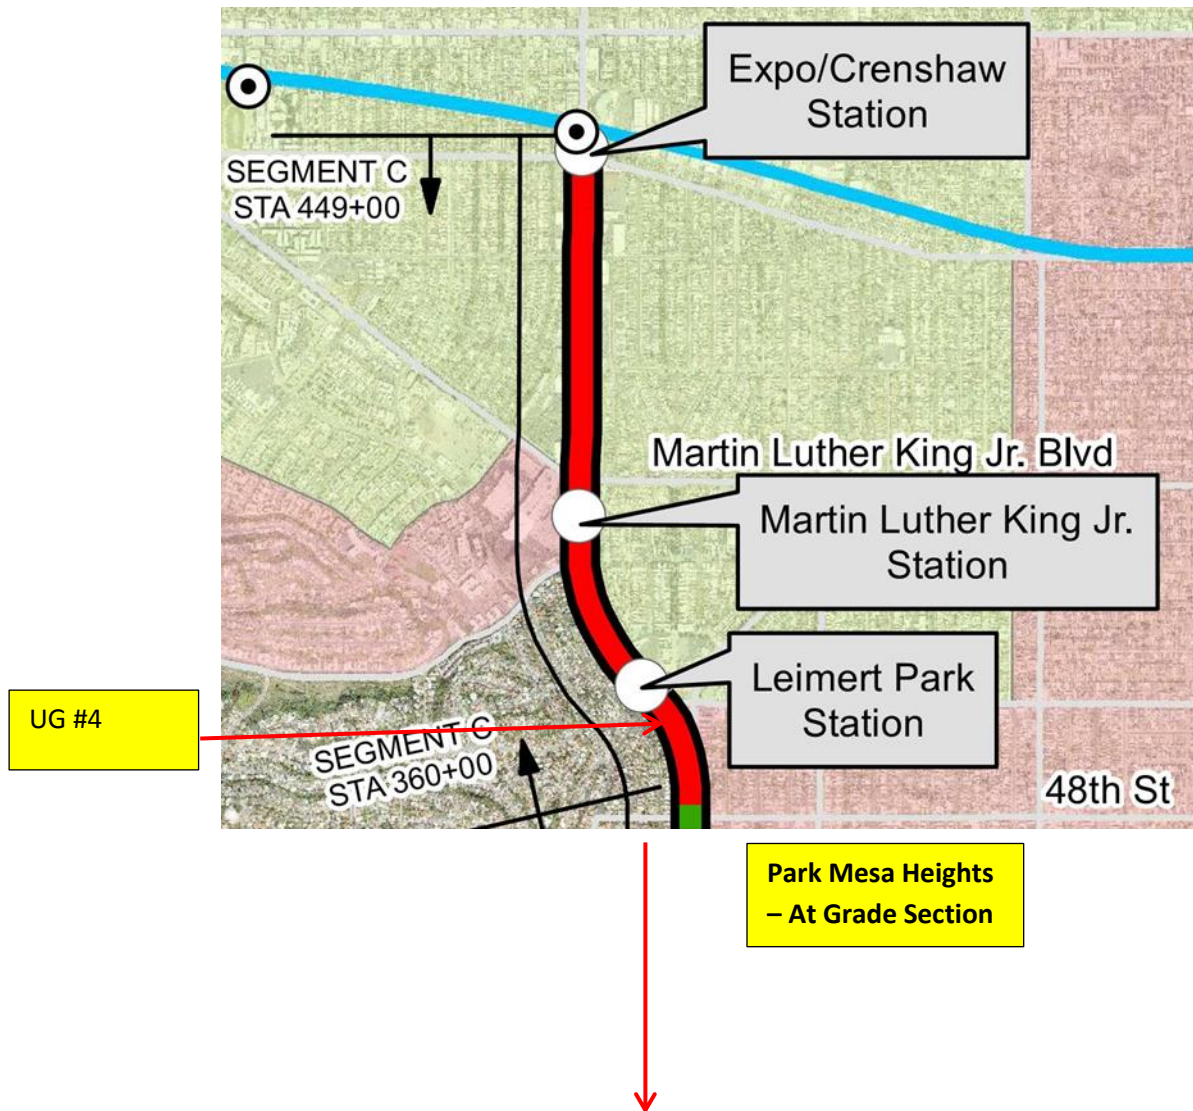 Expo/Crenshaw
Station
SEGMENT C
STA 449+00
Martin Luther King Jr. Blvd
Martin Luther King Jr.
Station
Leimert Park
Station
UG #4
SEGMENT C
STA 360+00
48th St
Park Mesa Heights
– At Grade Section